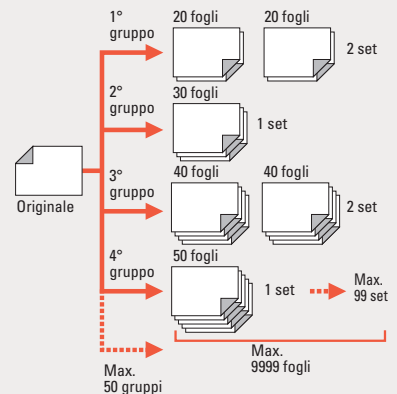 1°
gruppo
20 fogli
20 fogli
2 set
2°
gruppo
30 fogli
1 set
Originale
3°
gruppo
40 fogli
40 fogli
2 set
4°
gruppo
50 fogli
1 set
Max.
99 set
Max.
9999 fogli
Max.
50 gruppi